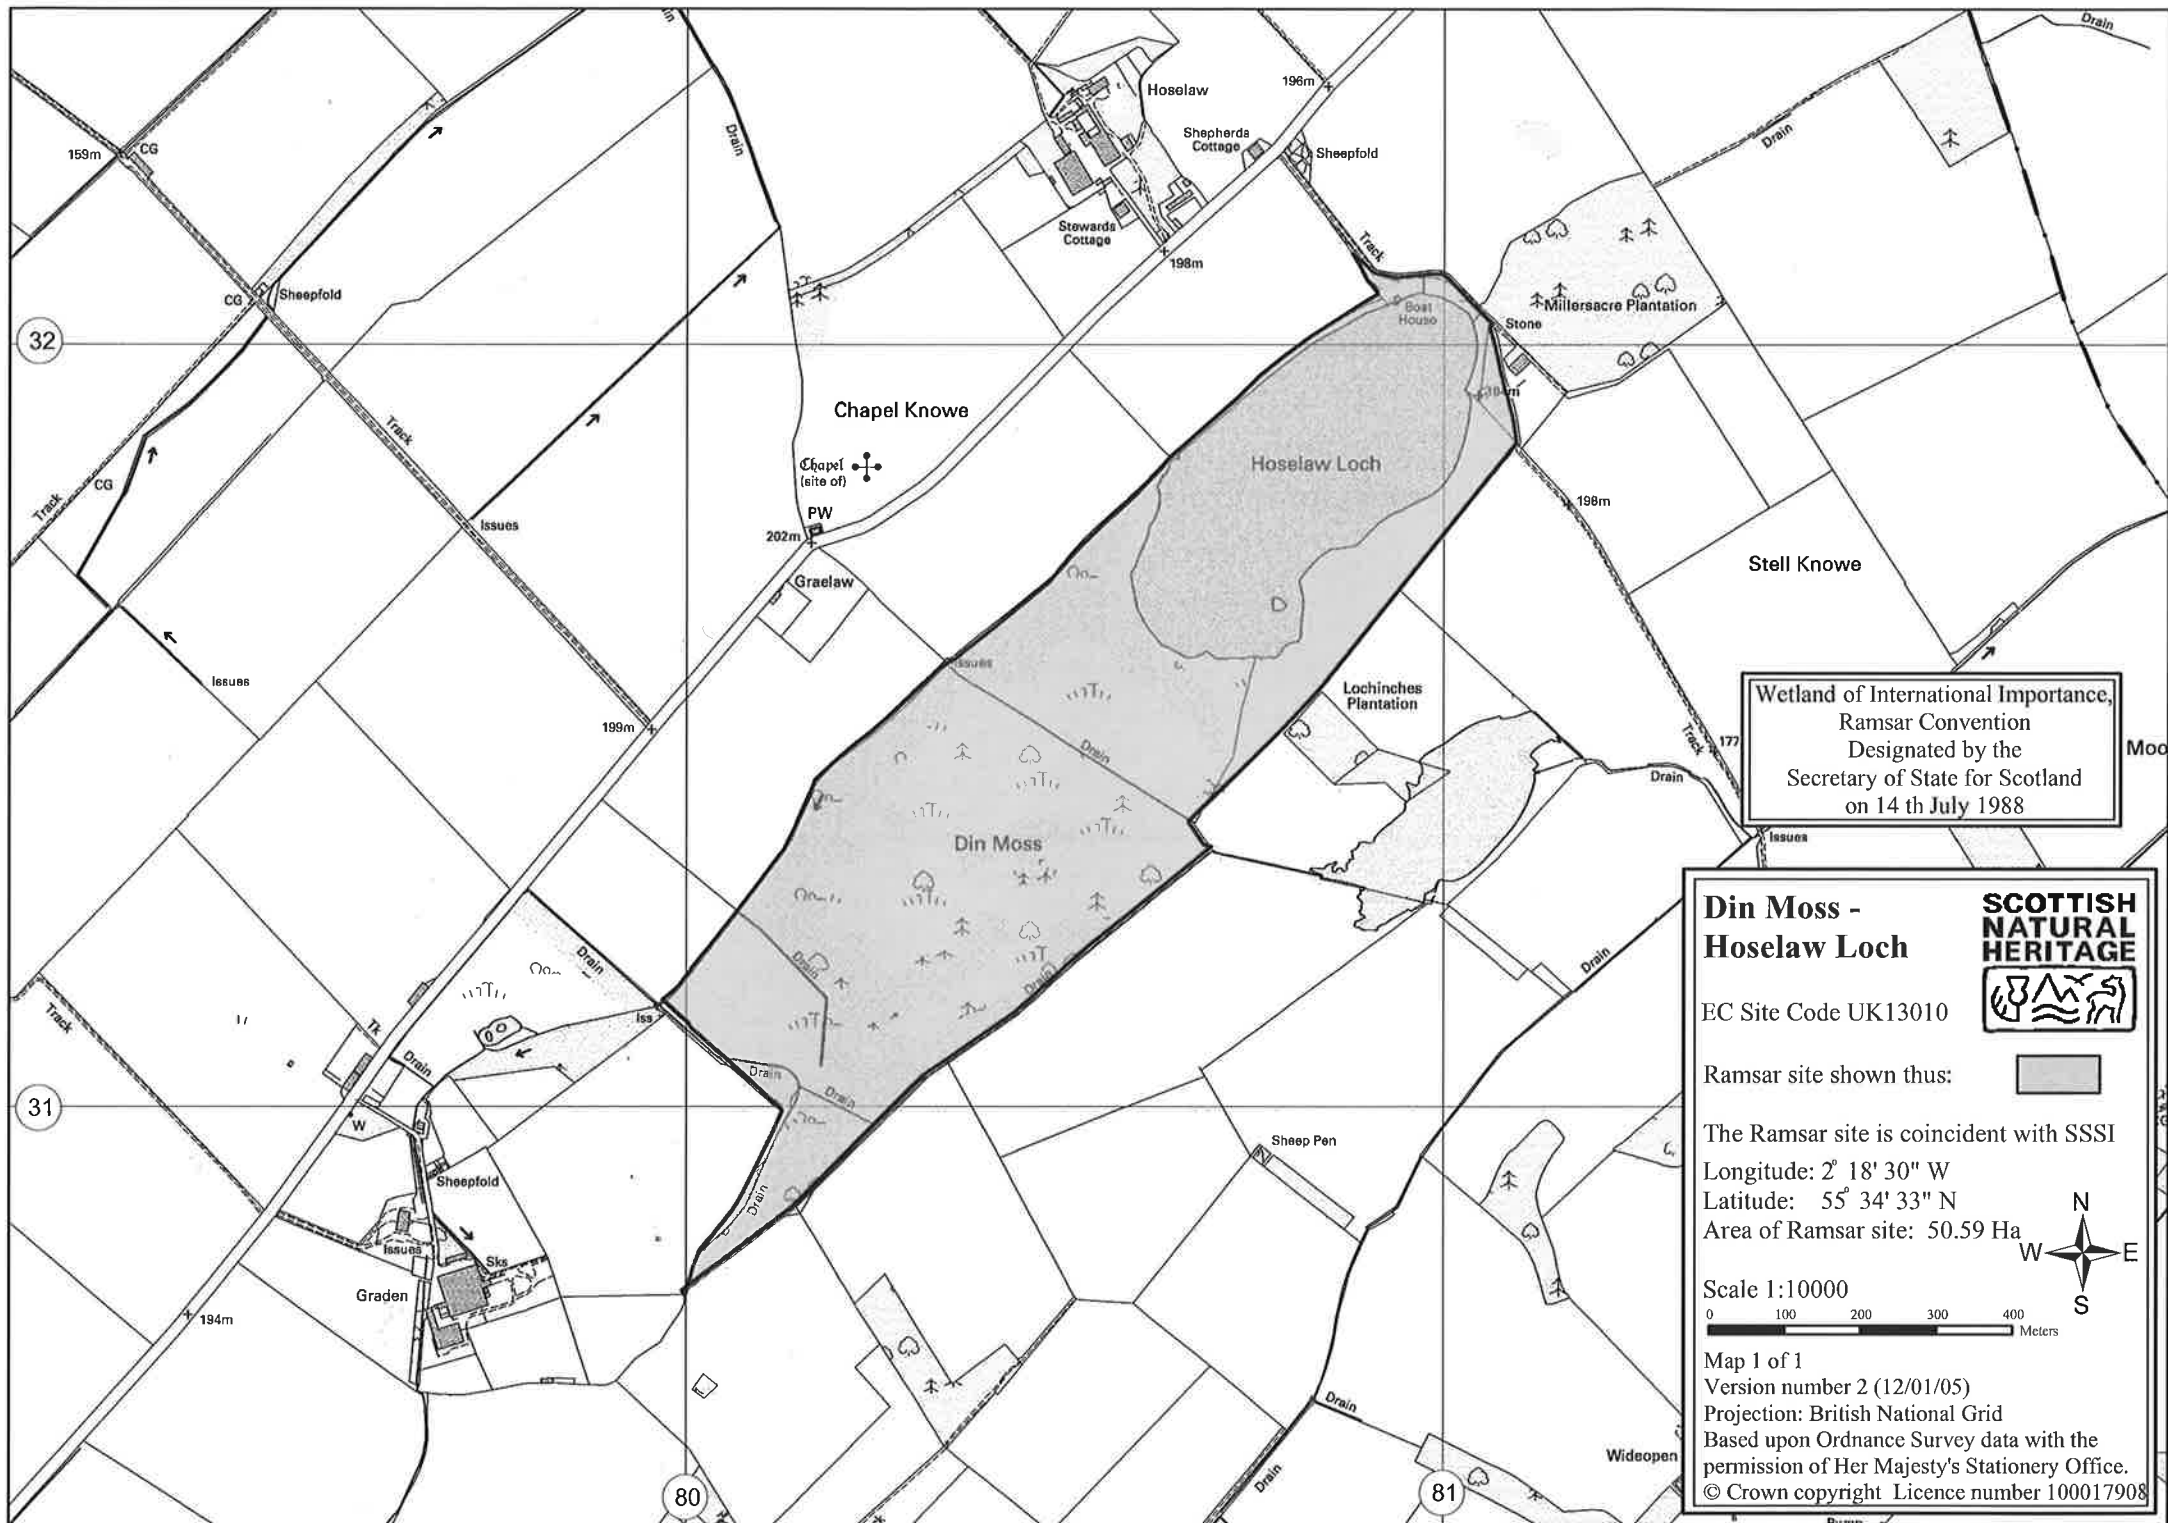 Drain
Drain
Hoselaw
196m
Shepherds
Cottage
Sheepfold
Drain
Drain
159m
CG
Stewards
Cottage
198m
Track
CG
Sheepfold
Boat
House
Millersacre Plantation
Stone
32
Chapel Knowe
Track
Chapel
(site of)
Hoselaw Loch
CG
Track
Issues
PW
202m
198m
Graelaw
Stell Knowe
Issues
Issues
Lochinches
Plantation
199m
Track
177
Drain
Drain
Wetland of International Importance,
Ramsar Convention
Designated by the
Secretary of State for Scotland
on 14 th July 1988
Moo
Issues
Din Moss
Drain
Drain
Drain
Drain
Track
Tk
Iss
Drain
Drain
Drain
31
W
Sheepfold
Drain
Sheep Pen
Issues
Sks
Graden
194m
Drain
Drain
Wideopen
80
81
Din Moss -
Hoselaw Loch
SCOTTISH
NATURAL
HERITAGE
EC Site Code UK13010
Ramsar site shown thus:
The Ramsar site is coincident with SSSI
Longitude: 2° 18' 30" W
Latitude: 55° 34' 33" N
Area of Ramsar site: 50.59 Ha
N
W E
S
Scale 1:10000
0 100 200 300 400
Meters
Map 1 of 1
Version number 2 (12/01/05)
Projection: British National Grid
Based upon Ordnance Survey data with the
permission of Her Majesty's Stationery Office.
© Crown copyright Licence number 100017908